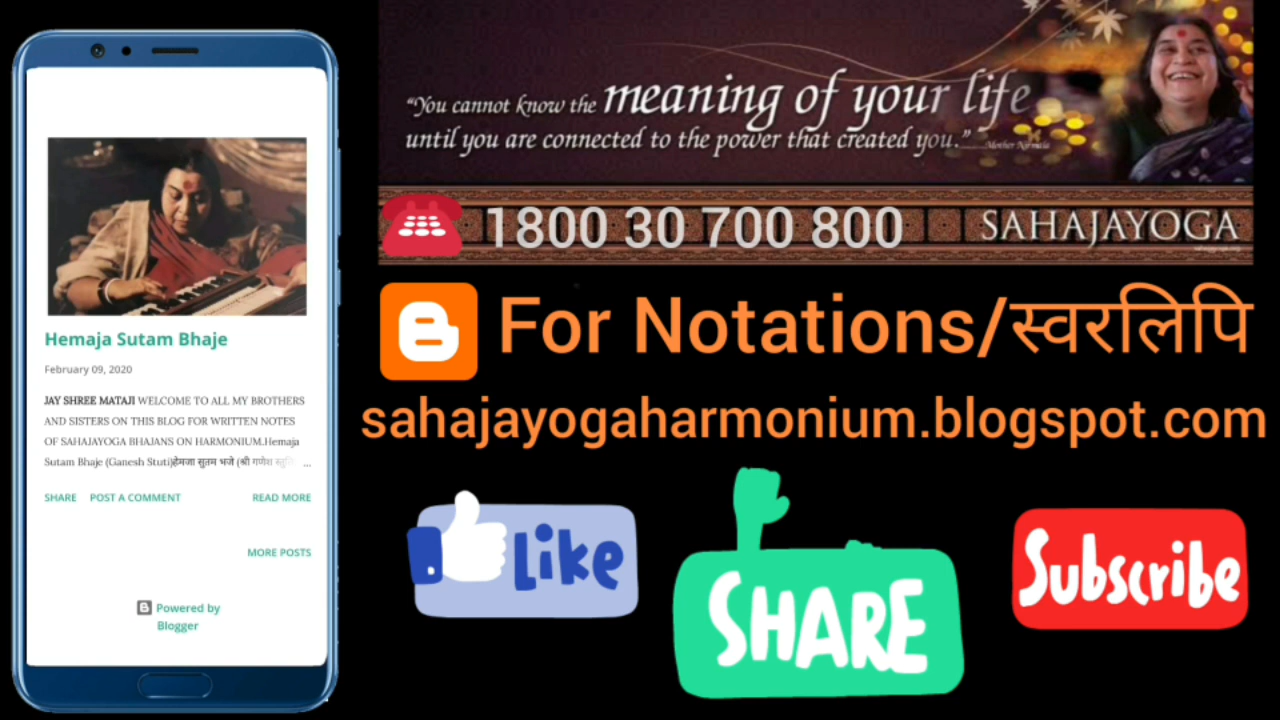 Hemaja Sutam Bhaje
February 09, 2020
JAY SHREE MATAJI WELCOME TO ALL MY BROTHERS
AND SISTERS ON THIS BLOG FOR WRITTEN NOTES
OF SAHAJAYOGA BHAJANS ON HARMONIUM.Hemaja
Sutam Bhaje (Ganesh Stuti)हेमजा सुतम भजे (श्री गणेश स्तुति ...
SHARE POST A COMMENT READ MORE
MORE POSTS
Powered by
Blogger
“You cannot know the meaning of your life
until you are connected to the power that created you.”......Mother Nirmala
1800 30 700 800 SAHAJAYOGA
For Notations/स्वरलिपि
sahajayogaharmonium.blogspot.com
Like
SHARE
Subscribe